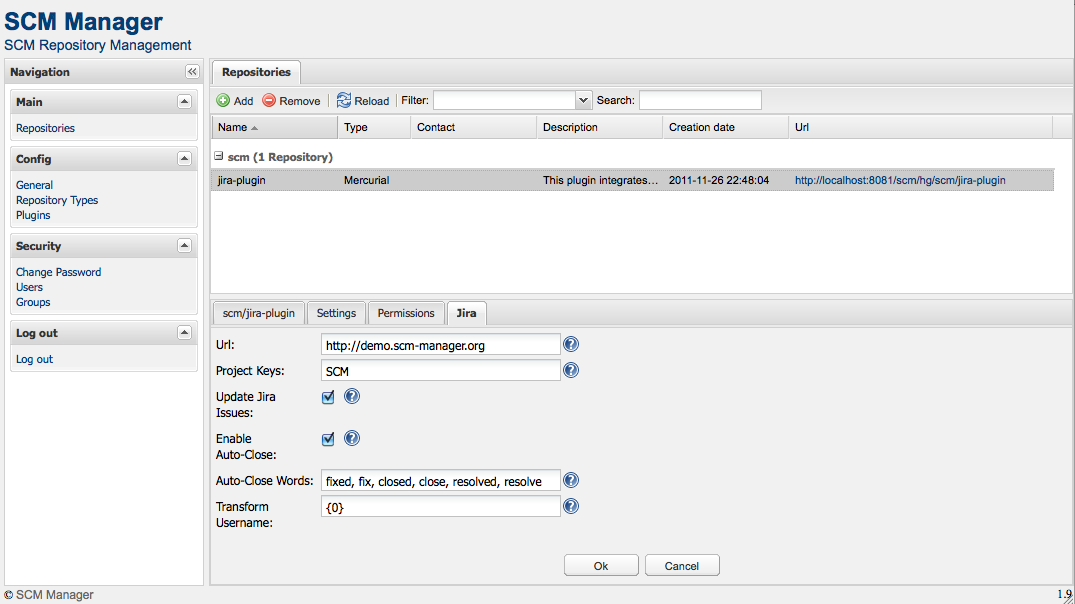 SCM Manager
SCM Repository Management
Navigation
Main
Repositories
Config
General
Repository Types
Plugins
Security
Change Password
Users
Groups
Log out
Log out
Repositories
Add Remove Reload Filter: Search:
Name Type Contact Description Creation date Url
scm (1 Repository)
jira-plugin Mercurial This plugin integrates... 2011-11-26 22:48:04 http://localhost:8081/scm/hg/scm/jira-plugin
scm/jira-plugin Settings Permissions Jira
Url: http://demo.scm-manager.org
Project Keys: SCM
Update Jira
Issues:
Enable
Auto-Close:
Auto-Close Words: fixed, fix, closed, close, resolved, resolve
Transform {0}
Username:
Ok Cancel
© SCM Manager 1.9